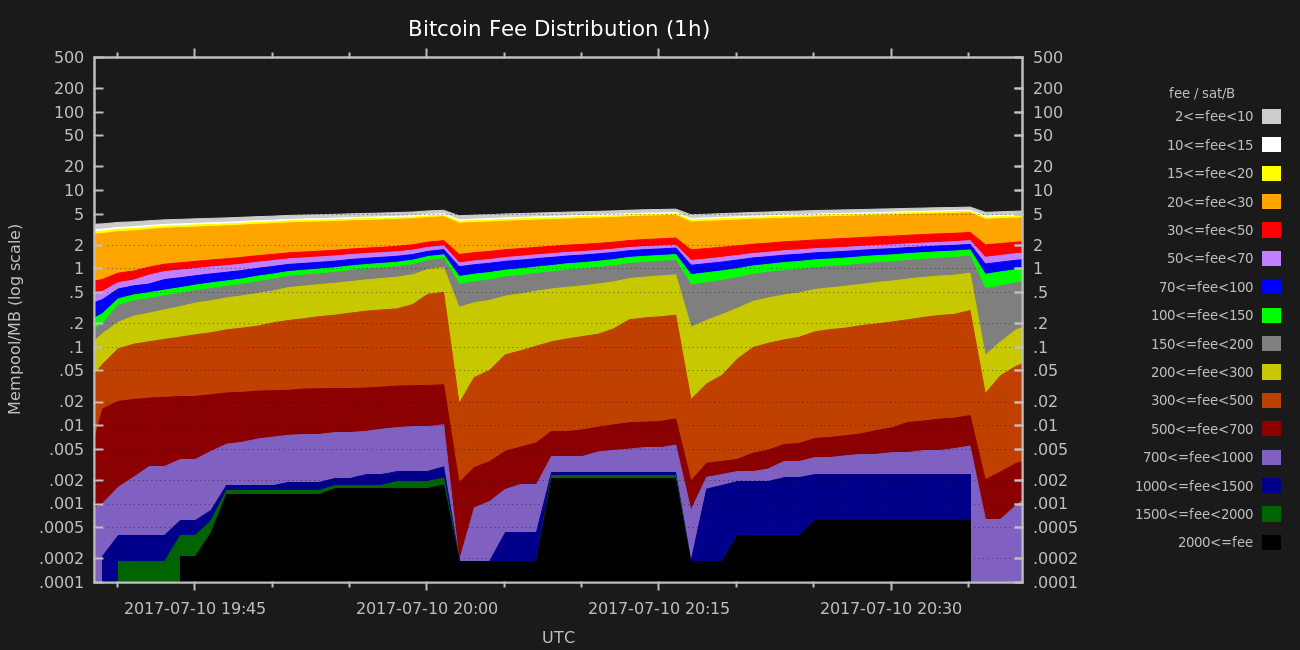 Bitcoin Fee Distribution (1h)
500
200
100
50
20
10
5
2
1
.5
.2
.1
.05
.02
.01
.005
.002
.001
.0005
.0002
.0001
Mempool/MB (log scale)
500
200
100
50
20
10
5
2
1
.5
.2
.1
.05
.02
.01
.005
.002
.001
.0005
.0002
.0001
2017-07-10 19:45
2017-07-10 20:00
2017-07-10 20:15
2017-07-10 20:30
UTC
fee / sat/B
2<=fee<10
10<=fee<15
15<=fee<20
20<=fee<30
30<=fee<50
50<=fee<70
70<=fee<100
100<=fee<150
150<=fee<200
200<=fee<300
300<=fee<500
500<=fee<700
700<=fee<1000
1000<=fee<1500
1500<=fee<2000
2000<=fee